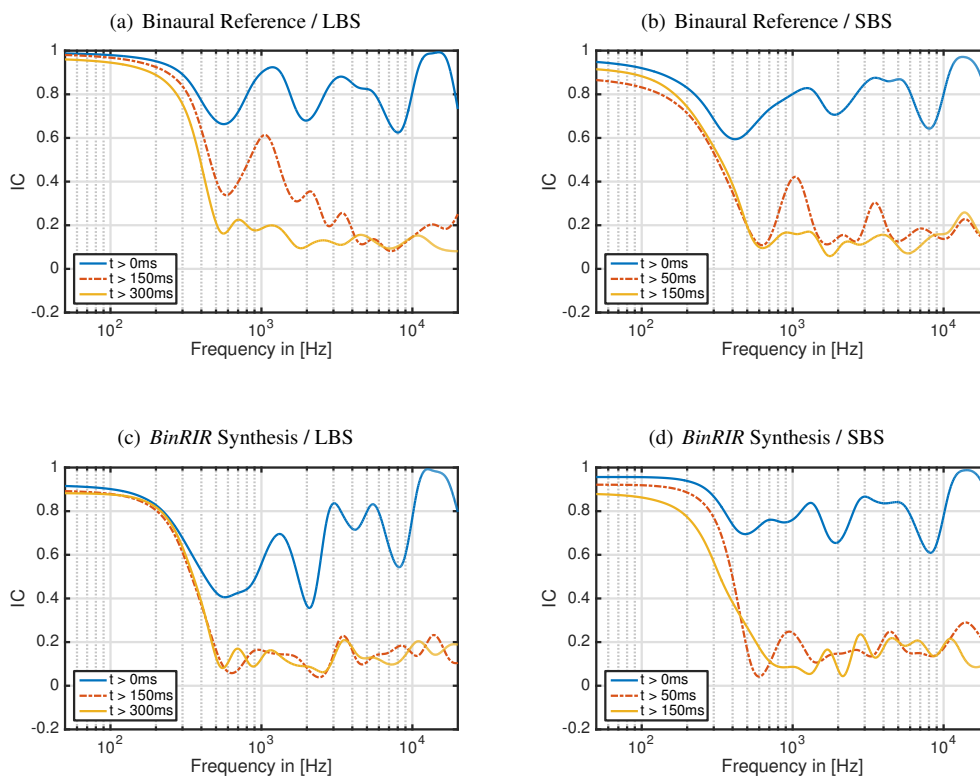 (a) Binaural Reference / LBS
1
0.8
0.6
0.4
0.2
0
-0.2
IC
t > 0ms
t > 150ms
t > 300ms
10^2
10^3
10^4
Frequency in [Hz]
(b) Binaural Reference / SBS
1
0.8
0.6
0.4
0.2
0
-0.2
IC
t > 0ms
t > 50ms
t > 150ms
10^2
10^3
10^4
Frequency in [Hz]
(c) BinRIR Synthesis / LBS
1
0.8
0.6
0.4
0.2
0
-0.2
IC
t > 0ms
t > 150ms
t > 300ms
10^2
10^3
10^4
Frequency in [Hz]
(d) BinRIR Synthesis / SBS
1
0.8
0.6
0.4
0.2
0
-0.2
IC
t > 0ms
t > 50ms
t > 150ms
10^2
10^3
10^4
Frequency in [Hz]